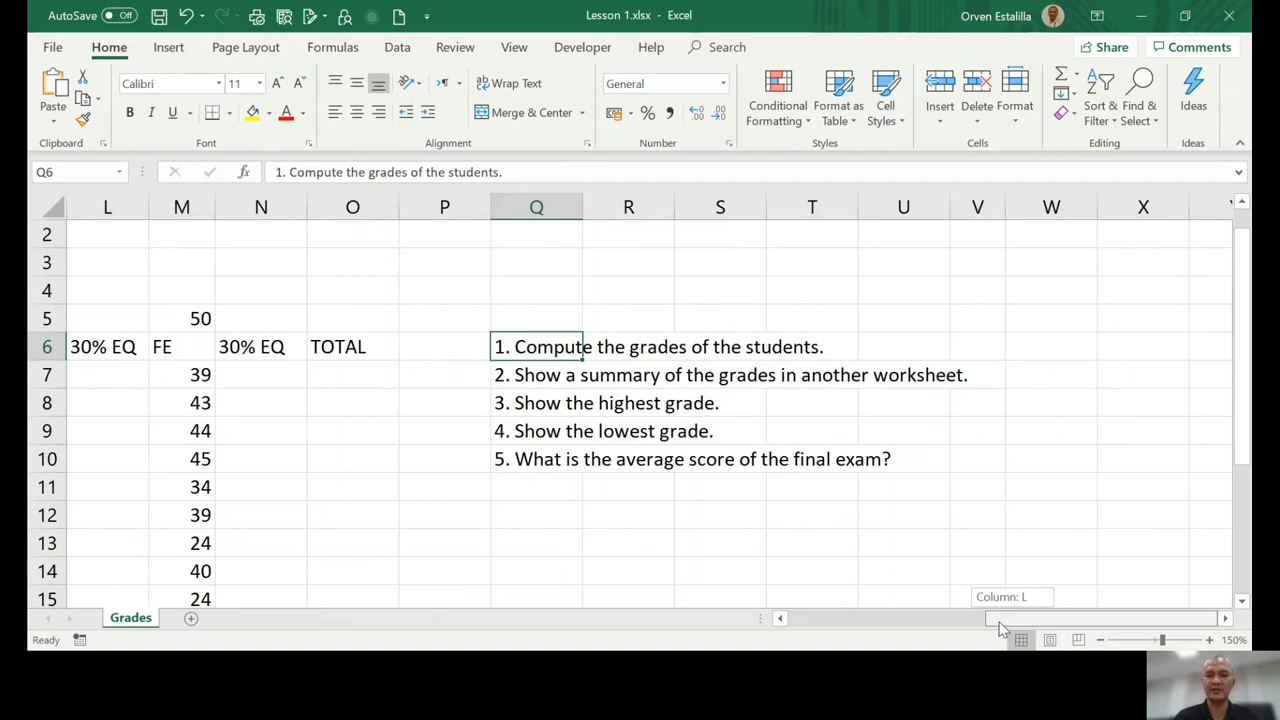 AutoSave Off Lesson 1.xlsx - Excel Orven Estalilla
File Home Insert Page Layout Formulas Data Review View Developer Help Search Share Comments
Paste Calibri 11 Wrap Text General Conditional Formatting Format as Table Cell Styles Insert Delete Format Sort & Filter Find & Select Ideas
B I U A Merge & Center %
Clipboard Font Alignment Number Styles Cells Editing Ideas
Q6 fx 1. Compute the grades of the students.
L M N O P Q R S T U V W X
2
3
4
5 50
6 30% EQ FE 30% EQ TOTAL 1. Compute the grades of the students.
7 39 2. Show a summary of the grades in another worksheet.
8 43 3. Show the highest grade.
9 44 4. Show the lowest grade.
10 45 5. What is the average score of the final exam?
11 34
12 39
13 24
14 40
15 24
Column: L
Grades
Ready 150%